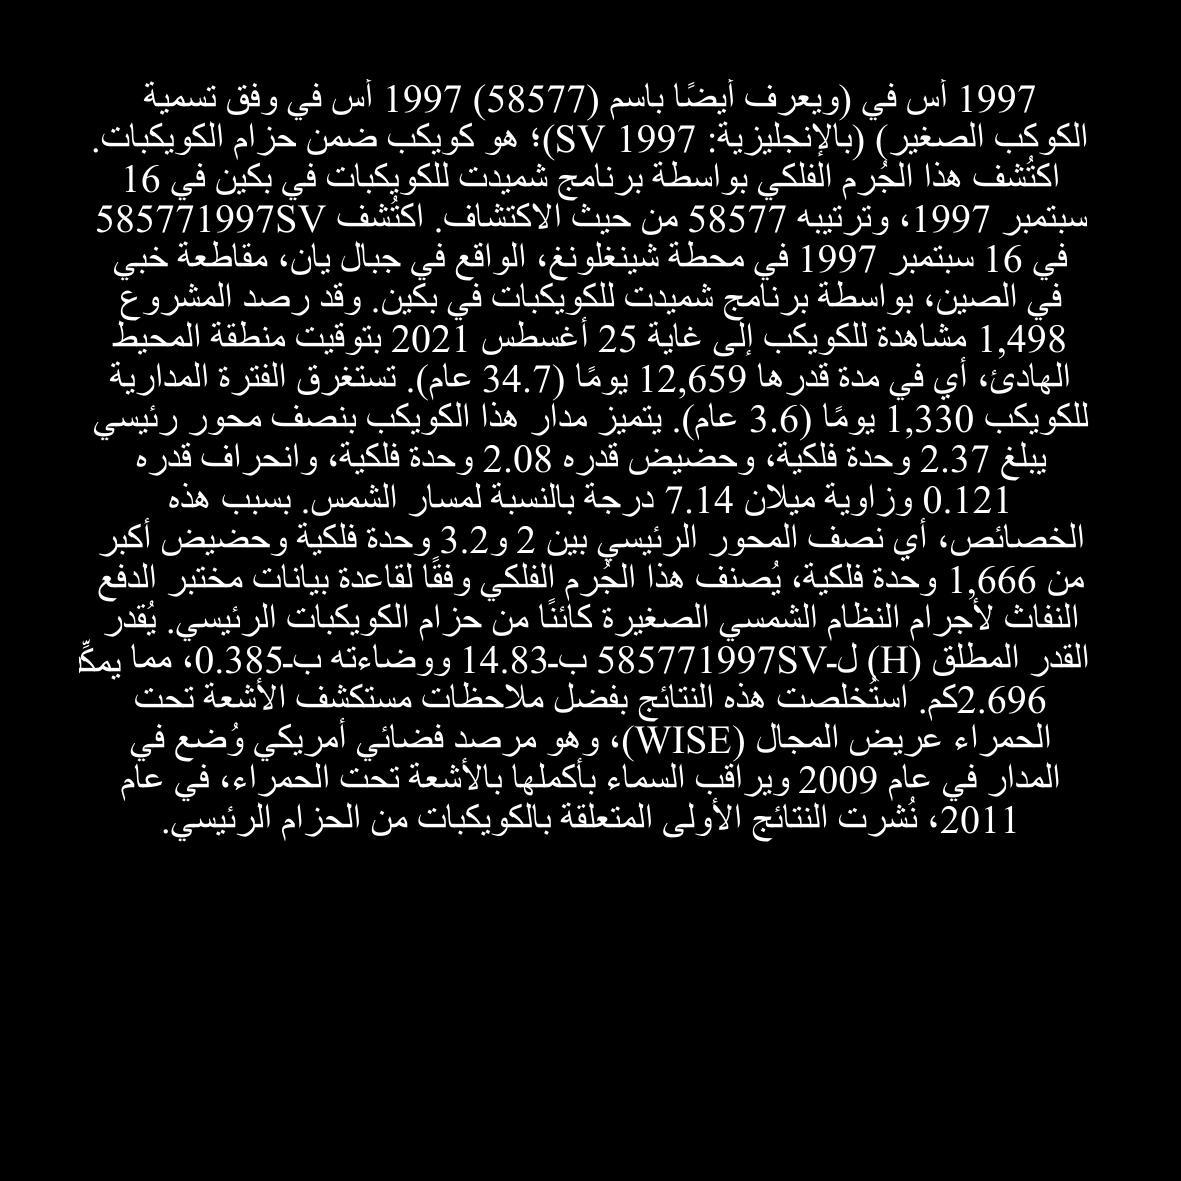 1997 أس في (ويعرف أيضًا باسم (58577) 1997 أس في وفق تسمية
الكوكب الصغير) (بالإنجليزية: 1997 SV)؛ هو كويكب ضمن حزام الكويكبات.
اكتُشف هذا الجُرم الفلكي بواسطة برنامج شميدت للكويكبات في بكين في 16
سبتمبر 1997، وترتيبه 58577 من حيث الاكتشاف. اكتُشف 585771997SV
في 16 سبتمبر 1997 في محطة شينغلونغ، الواقع في جبال يان، مقاطعة خبي
في الصين، بواسطة برنامج شميدت للكويكبات في بكين. وقد رصد المشروع
1,498 مشاهدة للكويكب إلى غاية 25 أغسطس 2021 بتوقيت منطقة المحيط
الهادئ، أي في مدة قدرها 12,659 يومًا (34.7 عام). تستغرق الفترة المدارية
للكويكب 1,330 يومًا (3.6 عام). يتميز مدار هذا الكويكب بنصف محور رئيسي
يبلغ 2.37 وحدة فلكية، وحضيض قدره 2.08 وحدة فلكية، وانحراف قدره
0.121 وزاوية ميلان 7.14 درجة بالنسبة لمسار الشمس. بسبب هذه
الخصائص، أي نصف المحور الرئيسي بين 2 و3.2 وحدة فلكية وحضيض أكبر
من 1,666 وحدة فلكية، يُصنف هذا الجُرم الفلكي وفقًا لقاعدة بيانات مختبر الدفع
النفاث لأجرام النظام الشمسي الصغيرة كائنًا من حزام الكويكبات الرئيسي. يُقدر
القدر المطلق (H) ل-585771997SV ب-14.83 ووضاءته ب-0.385، مما
2.696كم. استُخلصت هذه النتائج بفضل ملاحظات مستكشف الأشعة تحت
الحمراء عريض المجال (WISE)، وهو مرصد فضائي أمريكي وُضع في
المدار في عام 2009 ويراقب السماء بأكملها بالأشعة تحت الحمراء، في عام
2011، نُشرت النتائج الأولى المتعلقة بالكويكبات من الحزام الرئيسي.